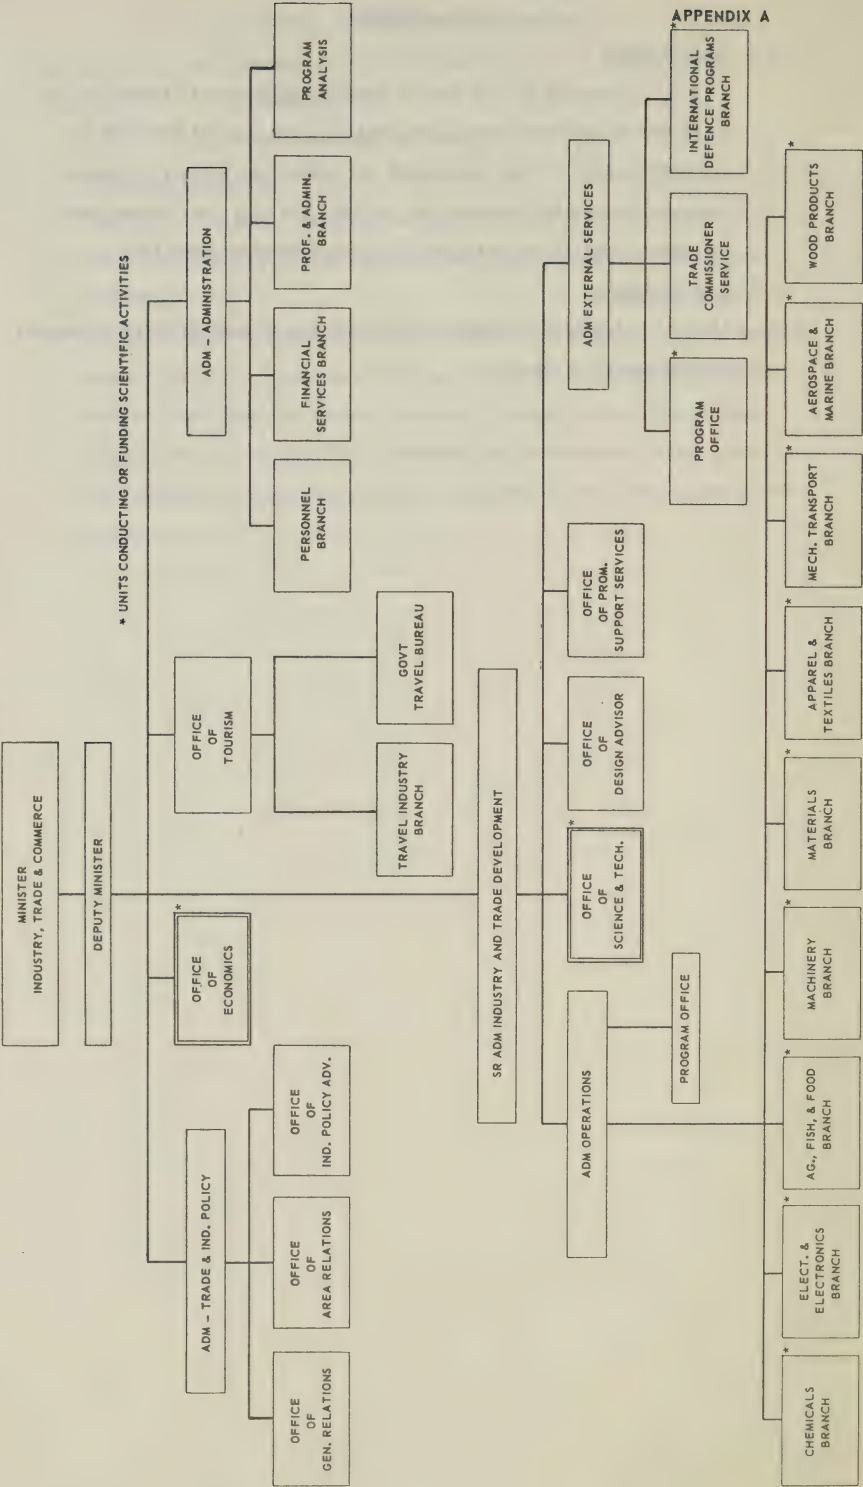 APPENDIX A
MINISTER
INDUSTRY, TRADE & COMMERCE
DEPUTY MINISTER
* UNITS CONDUCTING OR FUNDING SCIENTIFIC ACTIVITIES
ADM – TRADE & IND. POLICY
*
OFFICE
OF
ECONOMICS
OFFICE
OF
TOURISM
ADM – ADMINISTRATION
OFFICE
OF
GEN. RELATIONS
OFFICE
OF
AREA RELATIONS
OFFICE
OF
IND. POLICY ADV.
PERSONNEL
BRANCH
FINANCIAL
SERVICES BRANCH
PROF. & ADMIN.
BRANCH
PROGRAM
ANALYSIS
TRAVEL INDUSTRY
BRANCH
GOVT
TRAVEL BUREAU
SR ADM INDUSTRY AND TRADE DEVELOPMENT
ADM OPERATIONS
*
OFFICE
OF
SCIENCE & TECH.
OFFICE
OF
DESIGN ADVISOR
OFFICE
OF PROM.
SUPPORT SERVICES
ADM EXTERNAL SERVICES
PROGRAM OFFICE
*
PROGRAM
OFFICE
TRADE
COMMISSIONER
SERVICE
*
INTERNATIONAL
DEFENCE PROGRAMS
BRANCH
*
CHEMICALS
BRANCH
*
ELECT. &
ELECTRONICS
BRANCH
*
AG., FISH, & FOOD
BRANCH
*
MACHINERY
BRANCH
*
MATERIALS
BRANCH
*
APPAREL &
TEXTILES BRANCH
*
MECH. TRANSPORT
BRANCH
*
AEROSPACE &
MARINE BRANCH
*
WOOD PRODUCTS
BRANCH